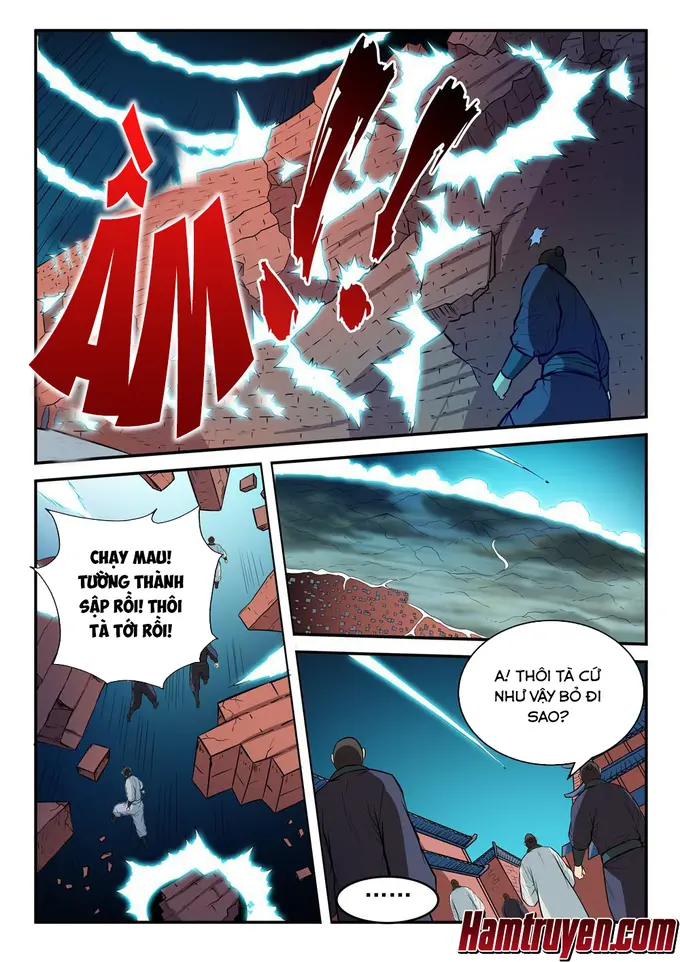 ẦM!!
CHẠY MAU!
TƯỜNG THÀNH
SẬP RỒI! THÔI
TÀ TỚI RỒI!
A! THÔI TÀ CỨ
NHƯ VẬY BỎ ĐI
SAO?
......
Hamtruyen.com